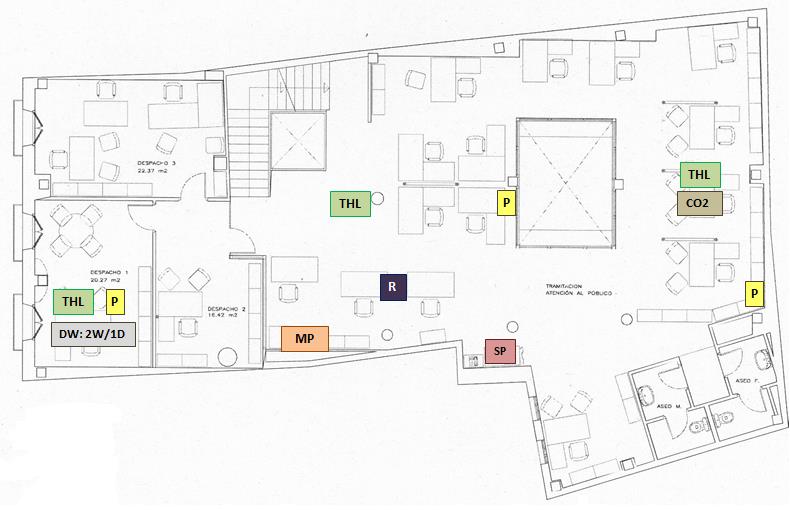 DESPACHO 3
22.37 m2
THL
THL
CO2
P
DESPACHO 1
20.27 m2
THL
P
DW: 2W/1D
DESPACHO 2
16.42 m2
R
TRAMITACION
ATENCIÓN AL PÚBLICO
P
MP
SP
ASEO M.
ASEO F.